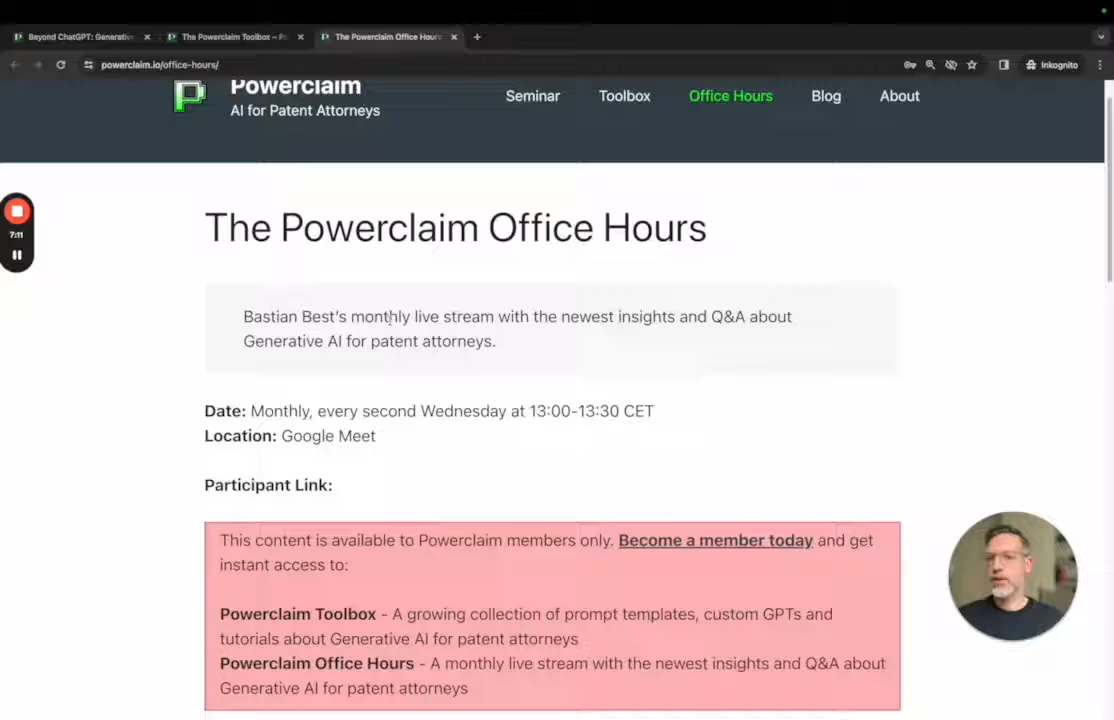 Beyond ChatGPT: Generativ
The Powerclaim Toolbox – P
The Powerclaim Office Hours
powerclaim.io/office-hours/
Inkognito
Powerclaim
AI for Patent Attorneys
Seminar
Toolbox
Office Hours
Blog
About
7:11
The Powerclaim Office Hours
Bastian Best's monthly live stream with the newest insights and Q&A about
Generative AI for patent attorneys.
Date: Monthly, every second Wednesday at 13:00-13:30 CET
Location: Google Meet
Participant Link:
This content is available to Powerclaim members only. Become a member today and get
instant access to:
Powerclaim Toolbox - A growing collection of prompt templates, custom GPTs and
tutorials about Generative AI for patent attorneys
Powerclaim Office Hours - A monthly live stream with the newest insights and Q&A about
Generative AI for patent attorneys